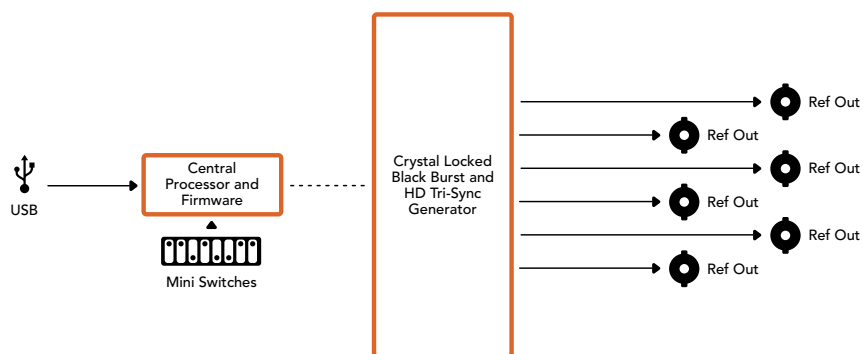 USB
Central
Processor and
Firmware
Mini Switches
Crystal Locked
Black Burst and
HD Tri-Sync
Generator
Ref Out
Ref Out
Ref Out
Ref Out
Ref Out
Ref Out